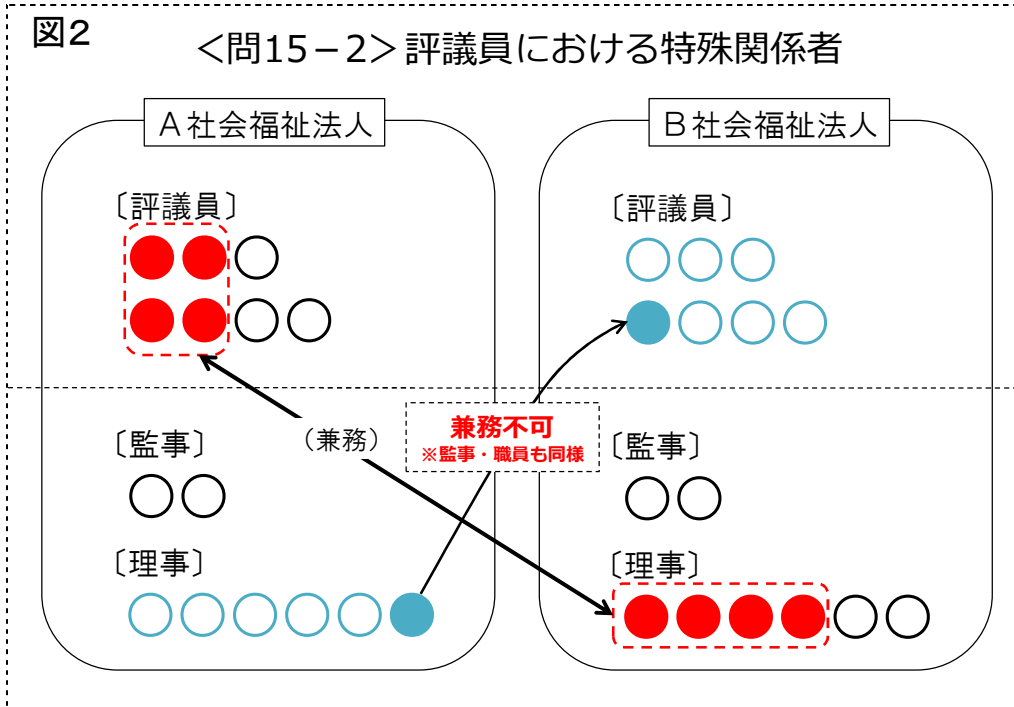 図2
<問15-2>評議員における特殊関係者
A社会福祉法人
B社会福祉法人
〔評議員〕
〔評議員〕
〔監事〕
(兼務)
兼務不可
※監事・職員も同様
〔監事〕
〔理事〕
〔理事〕